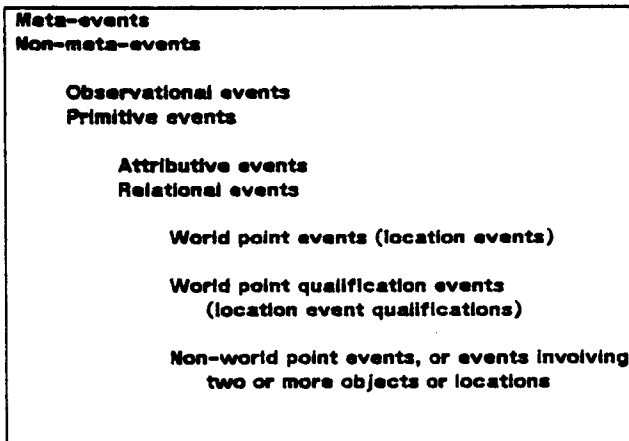 Meta-events
Non-meta-events
Observational events
Primitive events
Attributive events
Relational events
World point events (location events)
World point qualification events
(location event qualifications)
Non-world point events, or events involving
two or more objects or locations